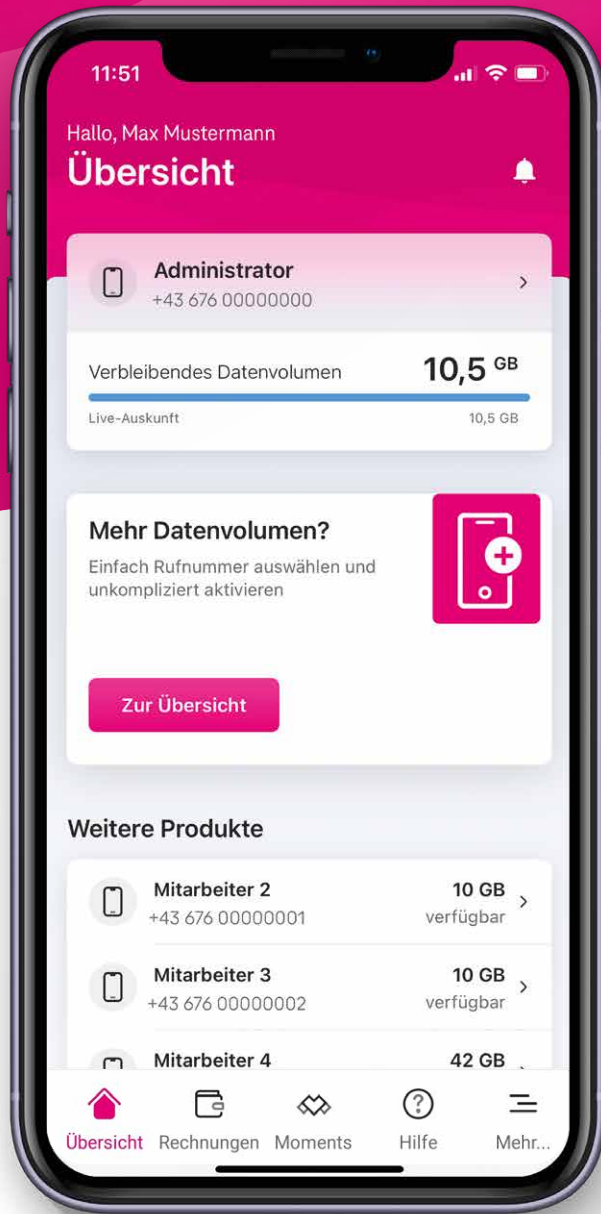 11:51
Hallo, Max Mustermann
Übersicht
Administrator
+43 676 00000000
Verbleibendes Datenvolumen 10,5 GB
Live-Auskunft 10,5 GB
Mehr Datenvolumen?
Einfach Rufnummer auswählen und
unkompliziert aktivieren
Zur Übersicht
Weitere Produkte
Mitarbeiter 2 10 GB
+43 676 00000001 verfügbar
Mitarbeiter 3 10 GB
+43 676 00000002 verfügbar
Mitarbeiter 4 42 GB
Übersicht Rechnungen Moments Hilfe Mehr...